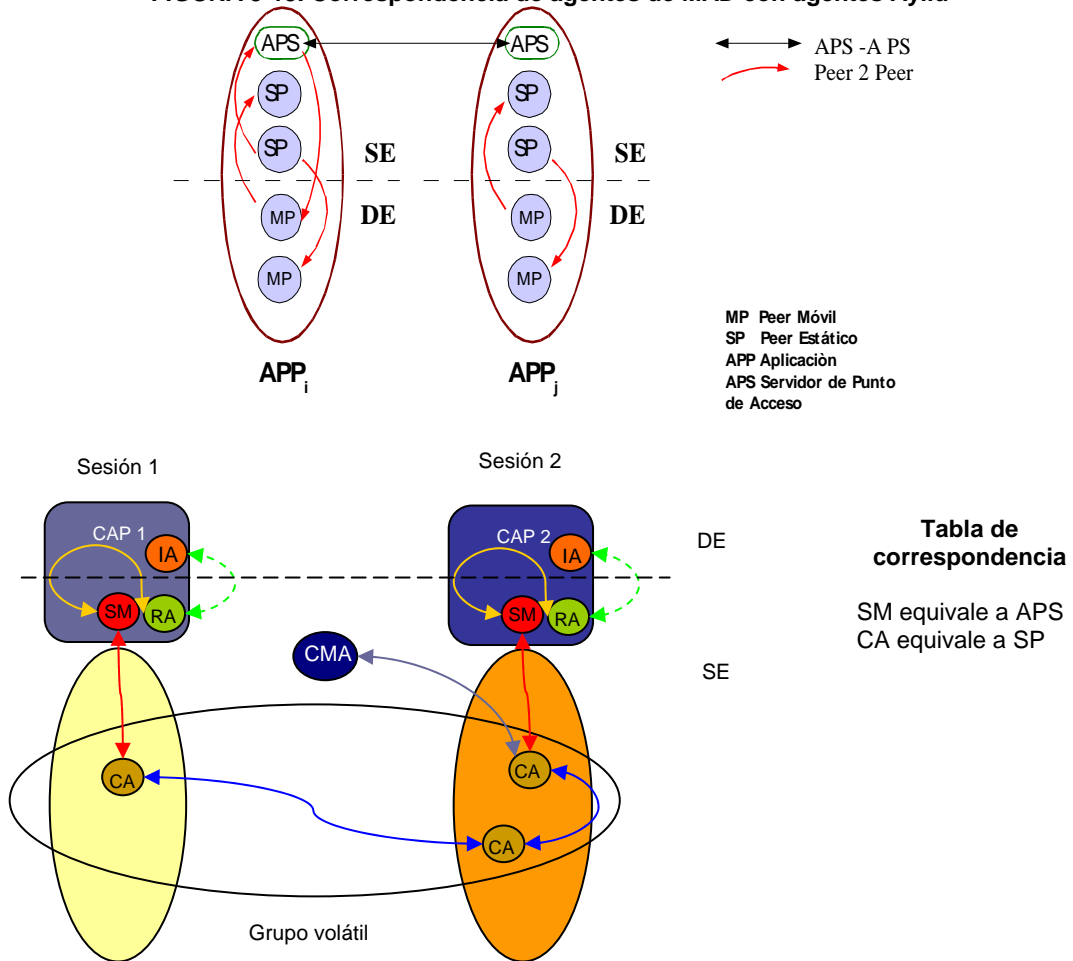 APS
APS
APS -A PS
Peer 2 Peer
SP
SP
SP
SP
SE
SE
MP
DE
MP
DE
MP
MP
APPi
APPj
MP Peer Móvil
SP Peer Estático
APP Aplicaciòn
APS Servidor de Punto
de Acceso
Sesión 1
Sesión 2
CAP 1
IA
CAP 2
IA
DE
Tabla de
correspondencia
SM
RA
SM
RA
SM equivale a APS
CA equivale a SP
CMA
SE
CA
CA
CA
Grupo volátil